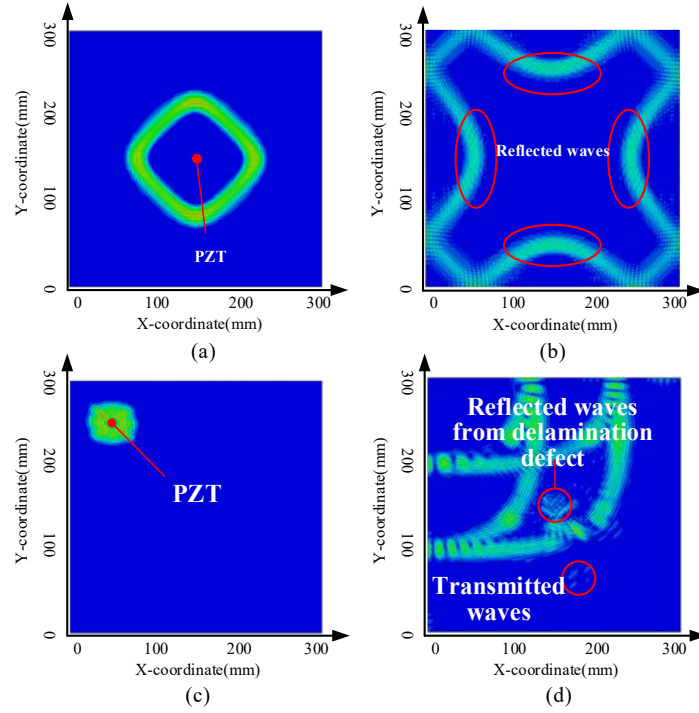 300
200
100
0
Y-coordinate(mm)
PZT
0
100
200
300
X-coordinate(mm)
(a)
300
200
100
0
Y-coordinate(mm)
Reflected waves
0
100
200
300
X-coordinate(mm)
(b)
300
200
100
0
Y-coordinate(mm)
PZT
0
100
200
300
X-coordinate(mm)
(c)
300
200
100
0
Y-coordinate(mm)
Reflected waves
from delamination
defect
Transmitted
waves
0
100
200
300
X-coordinate(mm)
(d)